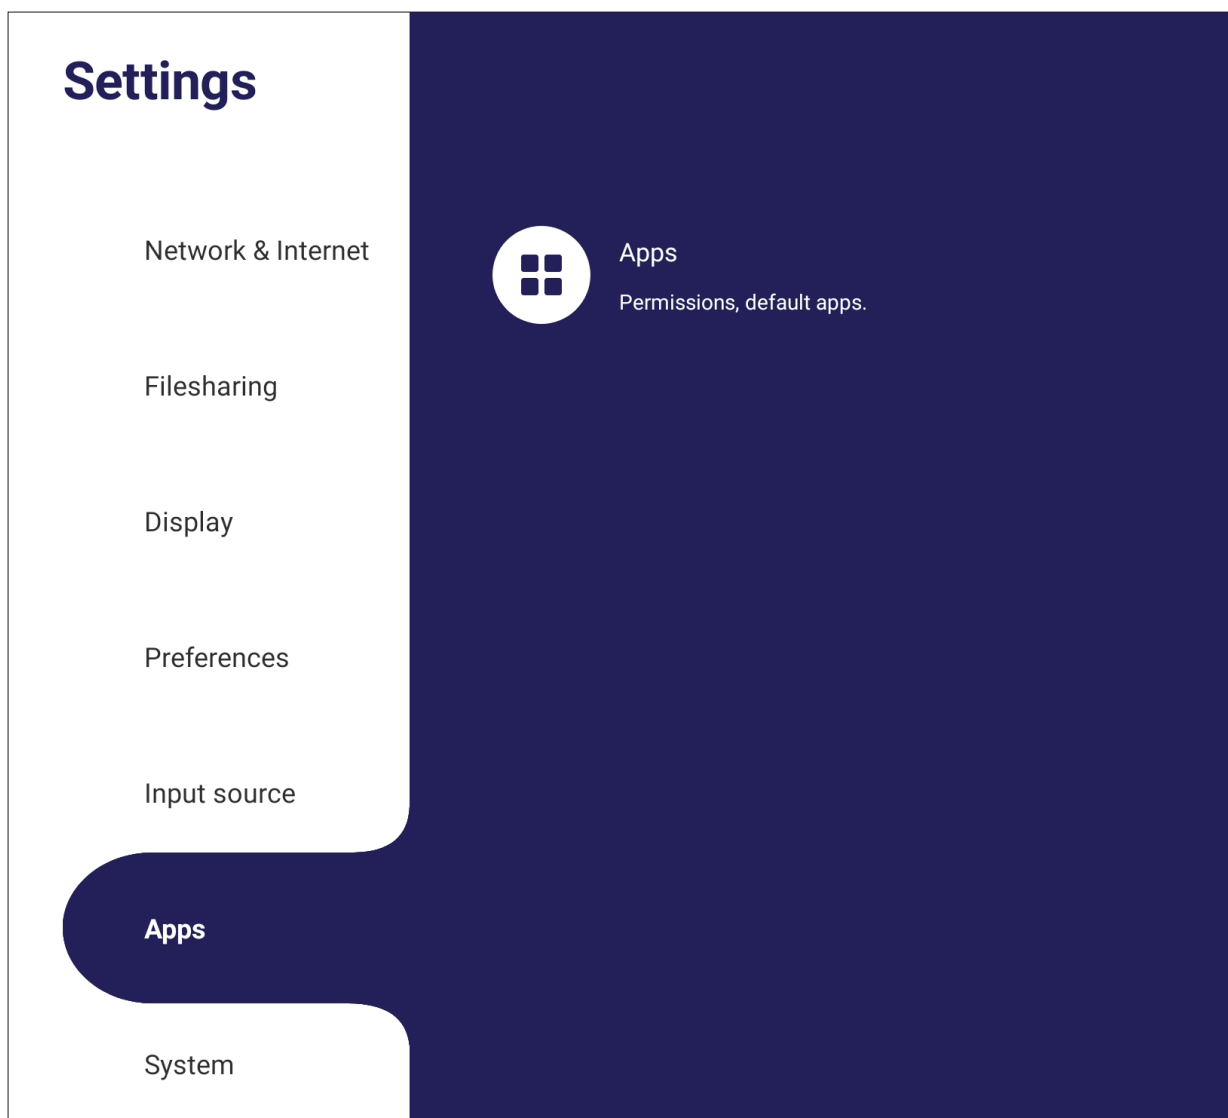 Settings
Network & Internet
Filesharing
Display
Preferences
Input source
Apps
System
Apps
Permissions, default apps.